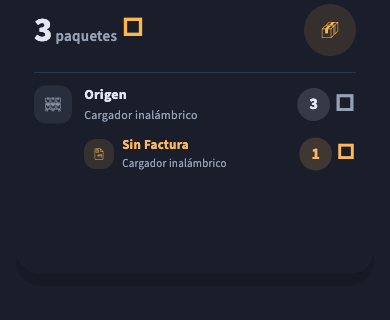 3 paquetes
Origen
Cargador inalámbrico
3
Sin Factura
Cargador inalámbrico
1